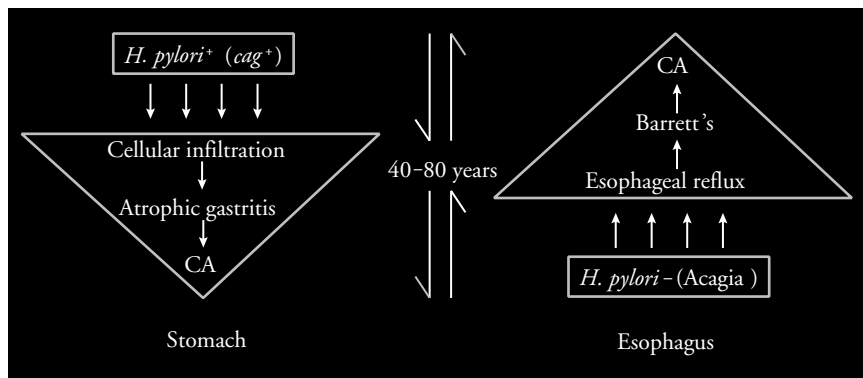 H. pylori⁺ (cag⁺)
Cellular infiltration
Atrophic gastritis
CA
Stomach
40–80 years
CA
Barrett's
Esophageal reflux
H. pylori – (Acagia )
Esophagus